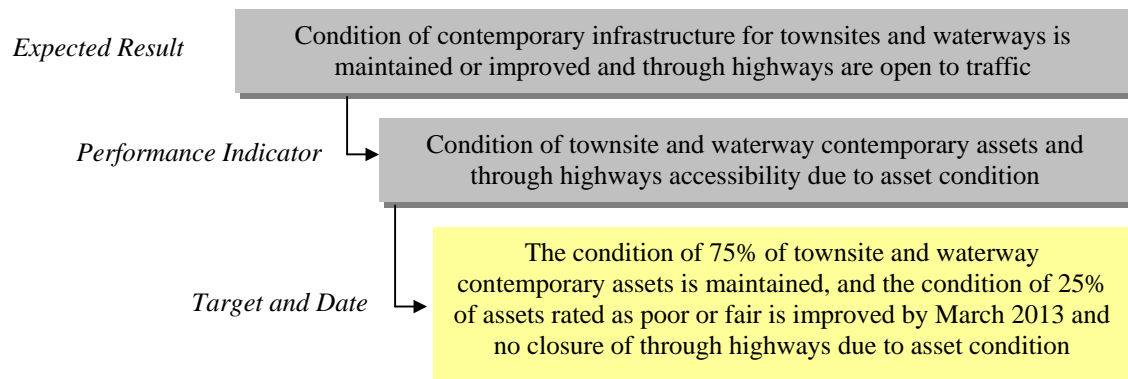 Expected Result
Condition of contemporary infrastructure for townsites and waterways is
maintained or improved and through highways are open to traffic
Performance Indicator
Condition of townsite and waterway contemporary assets and
through highways accessibility due to asset condition
Target and Date
The condition of 75% of townsite and waterway
contemporary assets is maintained, and the condition of 25%
of assets rated as poor or fair is improved by March 2013 and
no closure of through highways due to asset condition